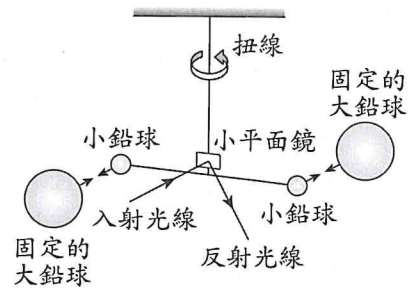 扭線
固定的
大鉛球
小鉛球
小平面鏡
入射光線
小鉛球
反射光線
固定的
大鉛球